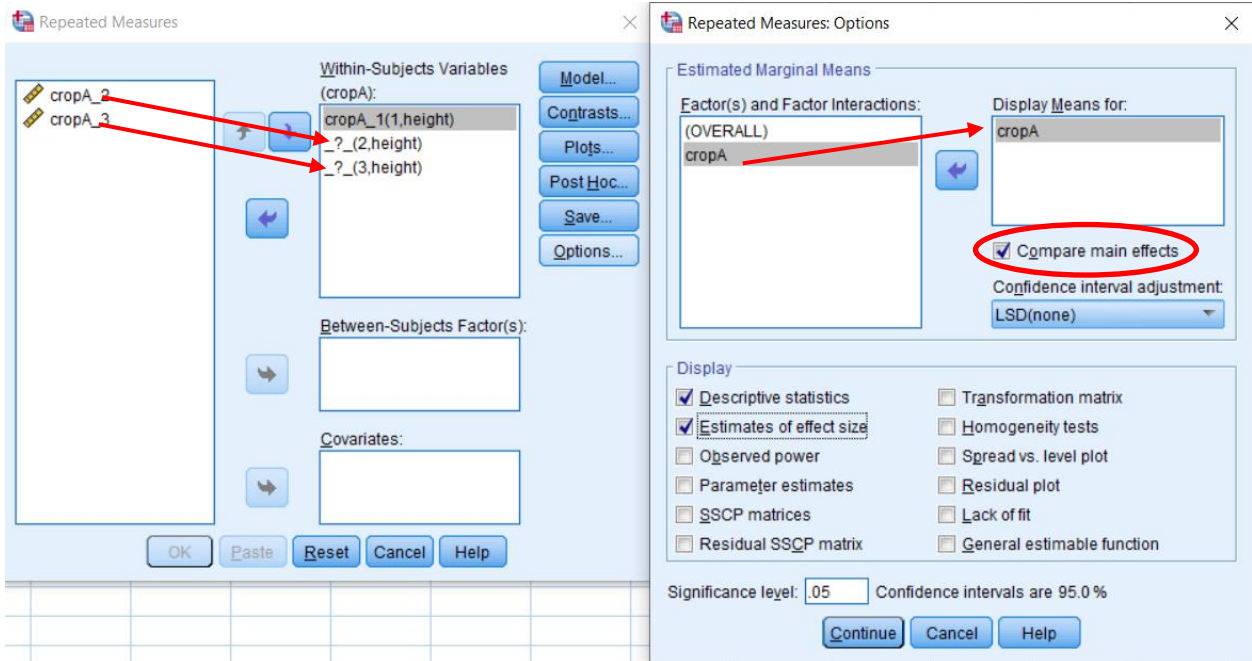 Repeated Measures
cropA_2
cropA_3
Within-Subjects Variables
(cropA):
cropA_1(1,height)
_?_(2,height)
_?_(3,height)
Model...
Contrasts...
Plots...
Post Hoc...
Save...
Options...
Between-Subjects Factor(s):
Covariates:
OK Paste Reset Cancel Help
Repeated Measures: Options
Estimated Marginal Means
Factor(s) and Factor Interactions:
(OVERALL)
cropA
Display Means for:
cropA
Compare main effects
Confidence interval adjustment:
LSD(none)
Display
Descriptive statistics
Estimates of effect size
Observed power
Parameter estimates
SSCP matrices
Residual SSCP matrix
Transformation matrix
Homogeneity tests
Spread vs. level plot
Residual plot
Lack of fit
General estimable function
Significance level: .05 Confidence intervals are 95.0 %
Continue Cancel Help